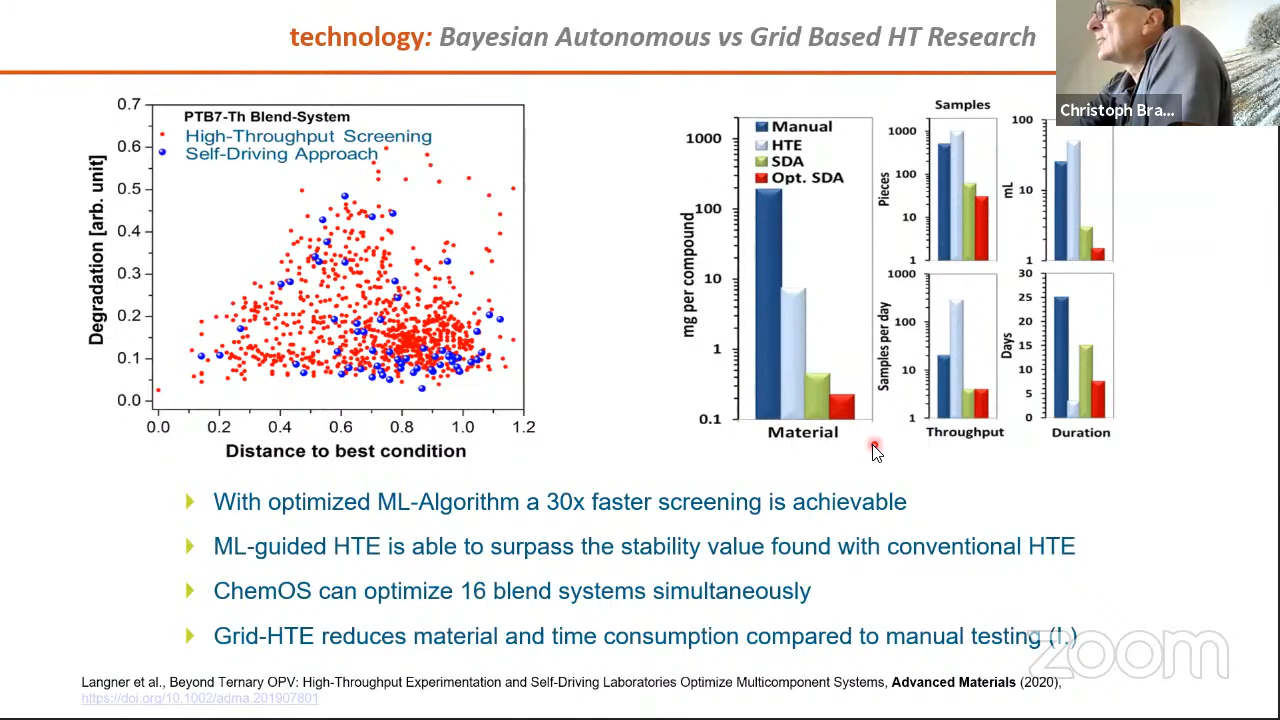 technology: Bayesian Autonomous vs Grid Based HT Research
Christoph Bra...
0.7
0.6
0.5
0.4
0.3
0.2
0.1
0.0
Degradation [arb. unit]
PTB7-Th Blend-System
High-Throughput Screening
Self-Driving Approach
0.0 0.2 0.4 0.6 0.8 1.0 1.2
Distance to best condition
1000
100
10
1
0.1
mg per compound
Manual
HTE
SDA
Opt. SDA
Material
Samples
1000
100
10
1
Pieces
100
10
1
mL
1000
100
10
1
Samples per day
Throughput
30
25
20
15
10
5
0
Days
Duration
With optimized ML-Algorithm a 30x faster screening is achievable
ML-guided HTE is able to surpass the stability value found with conventional HTE
ChemOS can optimize 16 blend systems simultaneously
Grid-HTE reduces material and time consumption compared to manual testing (!.)
zoom
Langner et al., Beyond Ternary OPV: High-Throughput Experimentation and Self-Driving Laboratories Optimize Multicomponent Systems, Advanced Materials (2020),
https://doi.org/10.1002/adma.201907801